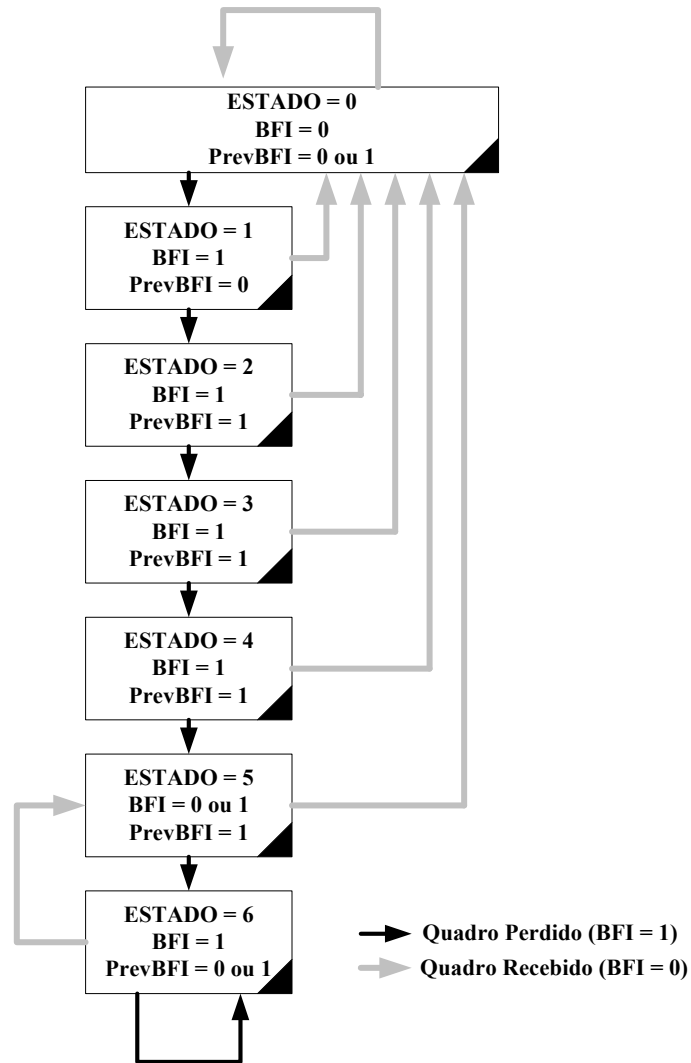 ESTADO = 0
BFI = 0
PrevBFI = 0 ou 1
ESTADO = 1
BFI = 1
PrevBFI = 0
ESTADO = 2
BFI = 1
PrevBFI = 1
ESTADO = 3
BFI = 1
PrevBFI = 1
ESTADO = 4
BFI = 1
PrevBFI = 1
ESTADO = 5
BFI = 0 ou 1
PrevBFI = 1
ESTADO = 6
BFI = 1
PrevBFI = 0 ou 1
Quadro Perdido (BFI = 1)
Quadro Recebido (BFI = 0)